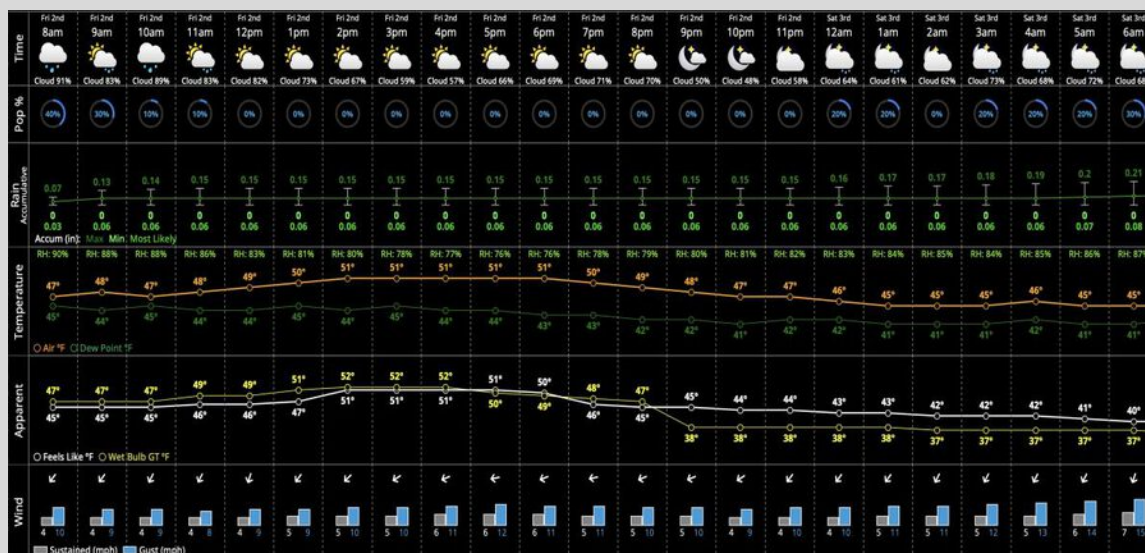 Time
Fri 2nd Fri 2nd Fri 2nd Fri 2nd Fri 2nd Fri 2nd Fri 2nd Fri 2nd Fri 2nd Fri 2nd Fri 2nd Fri 2nd Fri 2nd Fri 2nd Fri 2nd Fri 2nd Sat 3rd Sat 3rd Sat 3rd Sat 3rd Sat 3rd Sat 3rd Sat 3rd
8am 9am 10am 11am 12pm 1pm 2pm 3pm 4pm 5pm 6pm 7pm 8pm 9pm 10pm 11pm 12am 1am 2am 3am 4am 5am 6am
Cloud 91% Cloud 83% Cloud 89% Cloud 83% Cloud 82% Cloud 73% Cloud 67% Cloud 59% Cloud 57% Cloud 66% Cloud 69% Cloud 71% Cloud 70% Cloud 50% Cloud 48% Cloud 58% Cloud 64% Cloud 61% Cloud 62% Cloud 73% Cloud 68% Cloud 72% Cloud 68
Pop %
40% 30% 10% 10% 0% 0% 0% 0% 0% 0% 0% 0% 0% 0% 0% 0% 20% 20% 0% 20% 20% 20% 30%
Rain
Accumulative
0.07 0.13 0.14 0.15 0.15 0.15 0.15 0.15 0.15 0.15 0.15 0.15 0.15 0.15 0.15 0.15 0.16 0.17 0.17 0.18 0.19 0.2 0.21
0 0 0 0 0 0 0 0 0 0 0 0 0 0 0 0 0 0 0 0 0 0 0
0.03 0.06 0.06 0.06 0.06 0.06 0.06 0.06 0.06 0.06 0.06 0.06 0.06 0.06 0.06 0.06 0.06 0.06 0.06 0.06 0.06 0.07 0.08
Accum (in): Max Min Most Likely
Temperature
RH: 90% RH: 88% RH: 88% RH: 86% RH: 83% RH: 81% RH: 80% RH: 78% RH: 77% RH: 76% RH: 76% RH: 78% RH: 79% RH: 80% RH: 81% RH: 82% RH: 83% RH: 84% RH: 85% RH: 84% RH: 85% RH: 86% RH: 87%
47° 48° 47° 48° 49° 50° 51° 51° 51° 51° 51° 50° 49° 48° 47° 47° 46° 45° 45° 45° 46° 45° 45°
45° 44° 45° 44° 44° 45° 44° 45° 44° 44° 43° 43° 42° 42° 41° 42° 42° 41° 41° 41° 42° 41° 41°
Air °F Dew Point °F
Apparent
47° 47° 47° 49° 49° 51° 52° 52° 52° 51° 50° 48° 47° 45° 44° 44° 43° 43° 42° 42° 42° 41° 40°
45° 45° 45° 46° 46° 47° 51° 51° 51° 50° 49° 46° 45° 38° 38° 38° 38° 38° 37° 37° 37° 37° 37°
Feels Like °F Wet Bulb GT °F
Wind
4 10 4 9 4 9 4 8 4 9 5 9 5 10 5 10 6 11 6 12 6 11 5 10 5 10 5 10 4 9 4 10 5 11 5 11 5 11 5 12 5 13 6 14 7
Sustained (mph) Gust (mph)